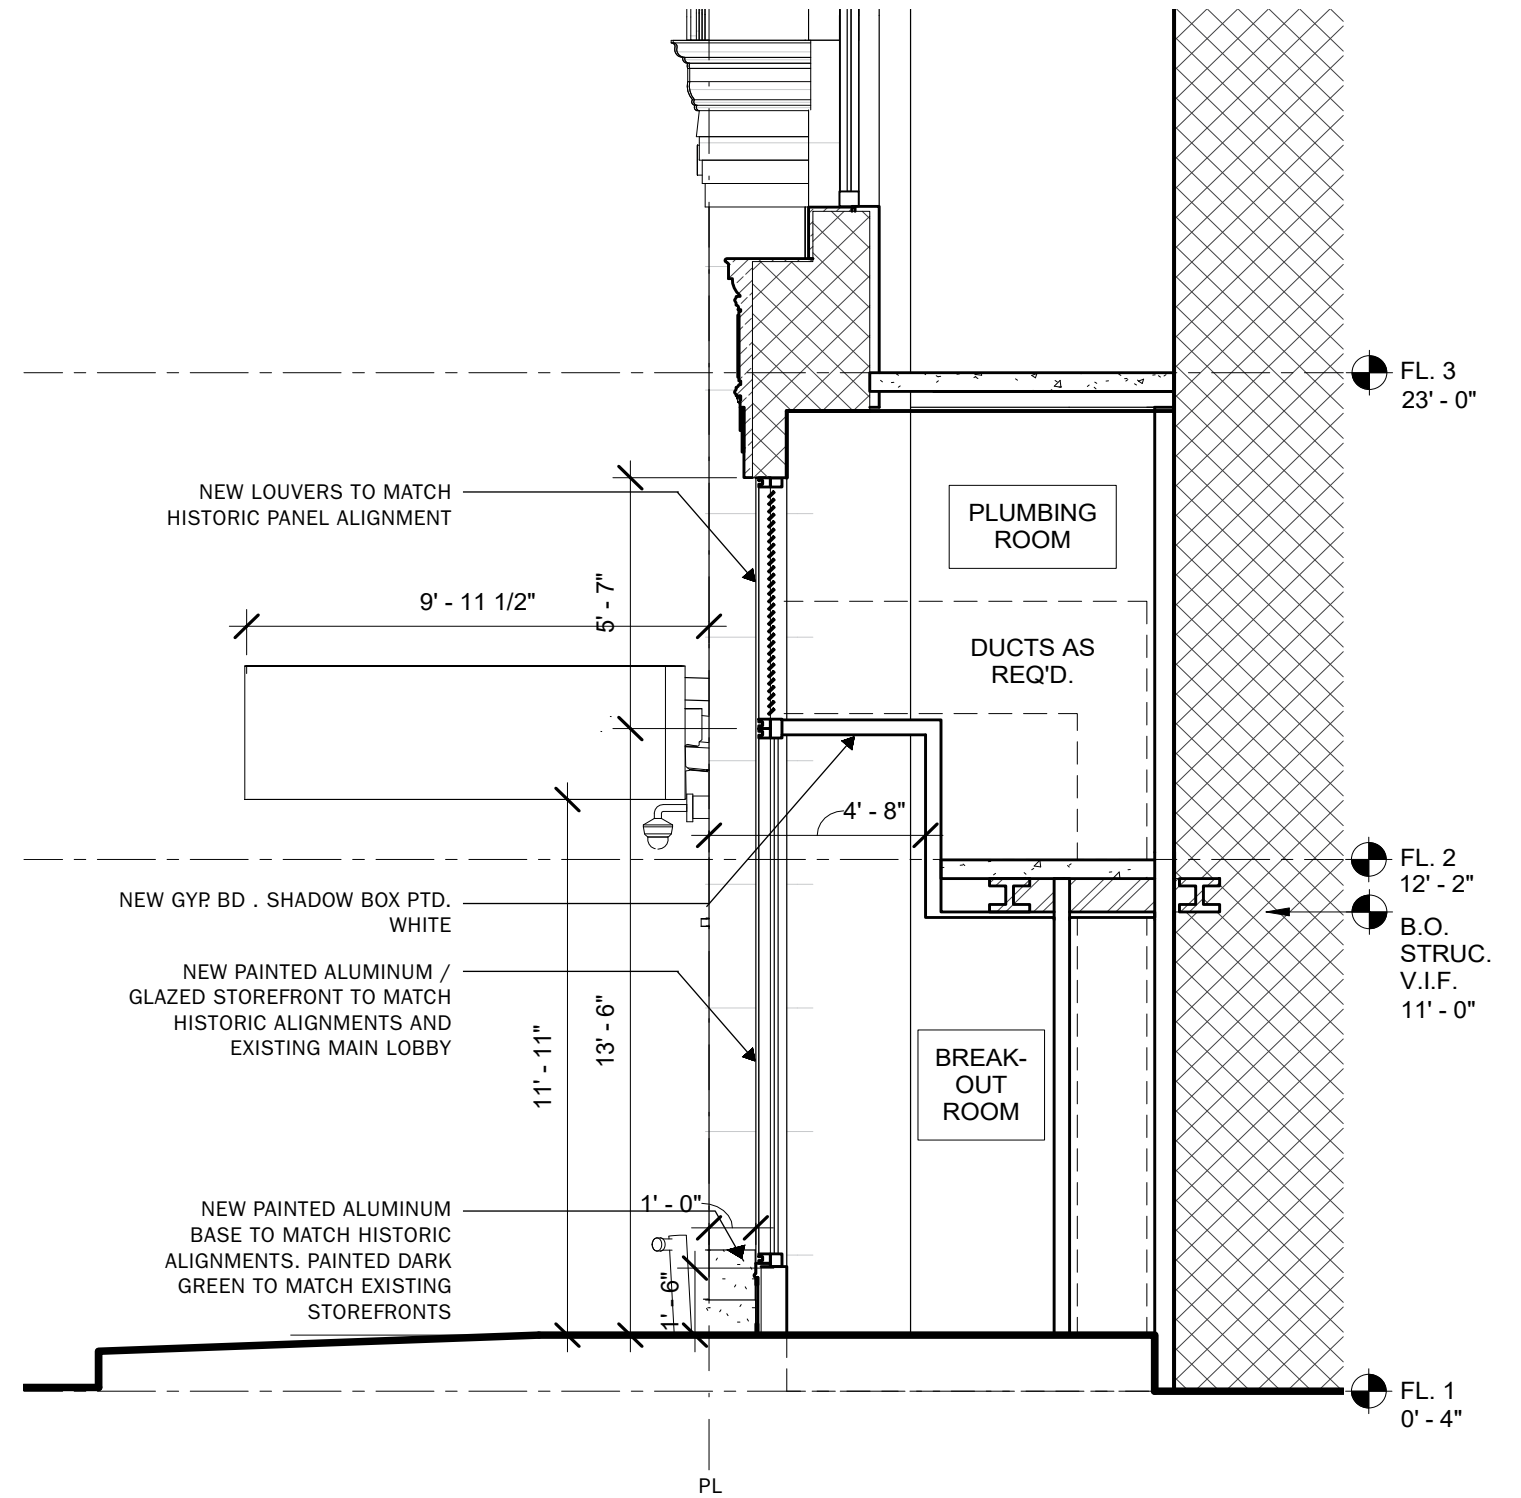 FL. 3
23' - 0"
NEW LOUVERS TO MATCH
HISTORIC PANEL ALIGNMENT
PLUMBING
ROOM
9' - 11 1/2"
5' - 7"
DUCTS AS
REQ'D.
4' - 8"
FL. 2
12' - 2"
NEW GYP. BD . SHADOW BOX PTD.
WHITE
B.O.
STRUC.
V.I.F.
11' - 0"
NEW PAINTED ALUMINUM /
GLAZED STOREFRONT TO MATCH
HISTORIC ALIGNMENTS AND
EXISTING MAIN LOBBY
11' - 11"
13' - 6"
BREAK-
OUT
ROOM
NEW PAINTED ALUMINUM
BASE TO MATCH HISTORIC
ALIGNMENTS. PAINTED DARK
GREEN TO MATCH EXISTING
STOREFRONTS
1' - 0"
1' - 6"
FL. 1
0' - 4"
PL